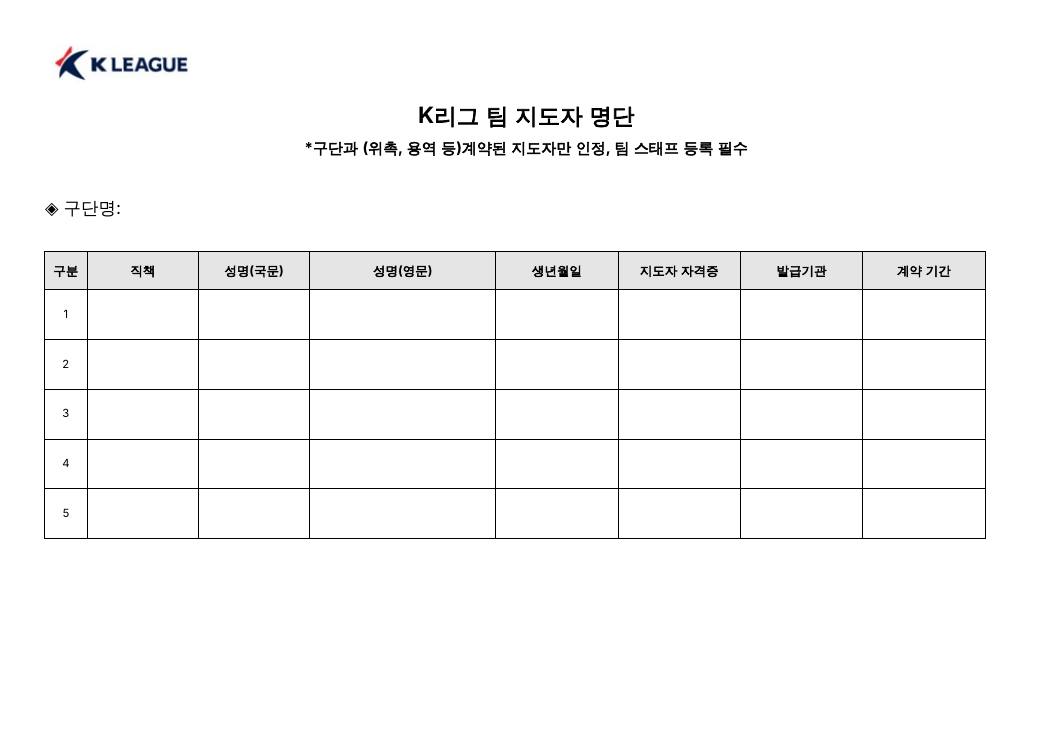 K LEAGUE
K리그 팀 지도자 명단
*구단과 (위촉, 용역 등)계약된 지도자만 인정, 팀 스태프 등록 필수
◈ 구단명:
구분 직책 성명(국문) 성명(영문) 생년월일 지도자 자격증 발급기관 계약 기간
1
2
3
4
5